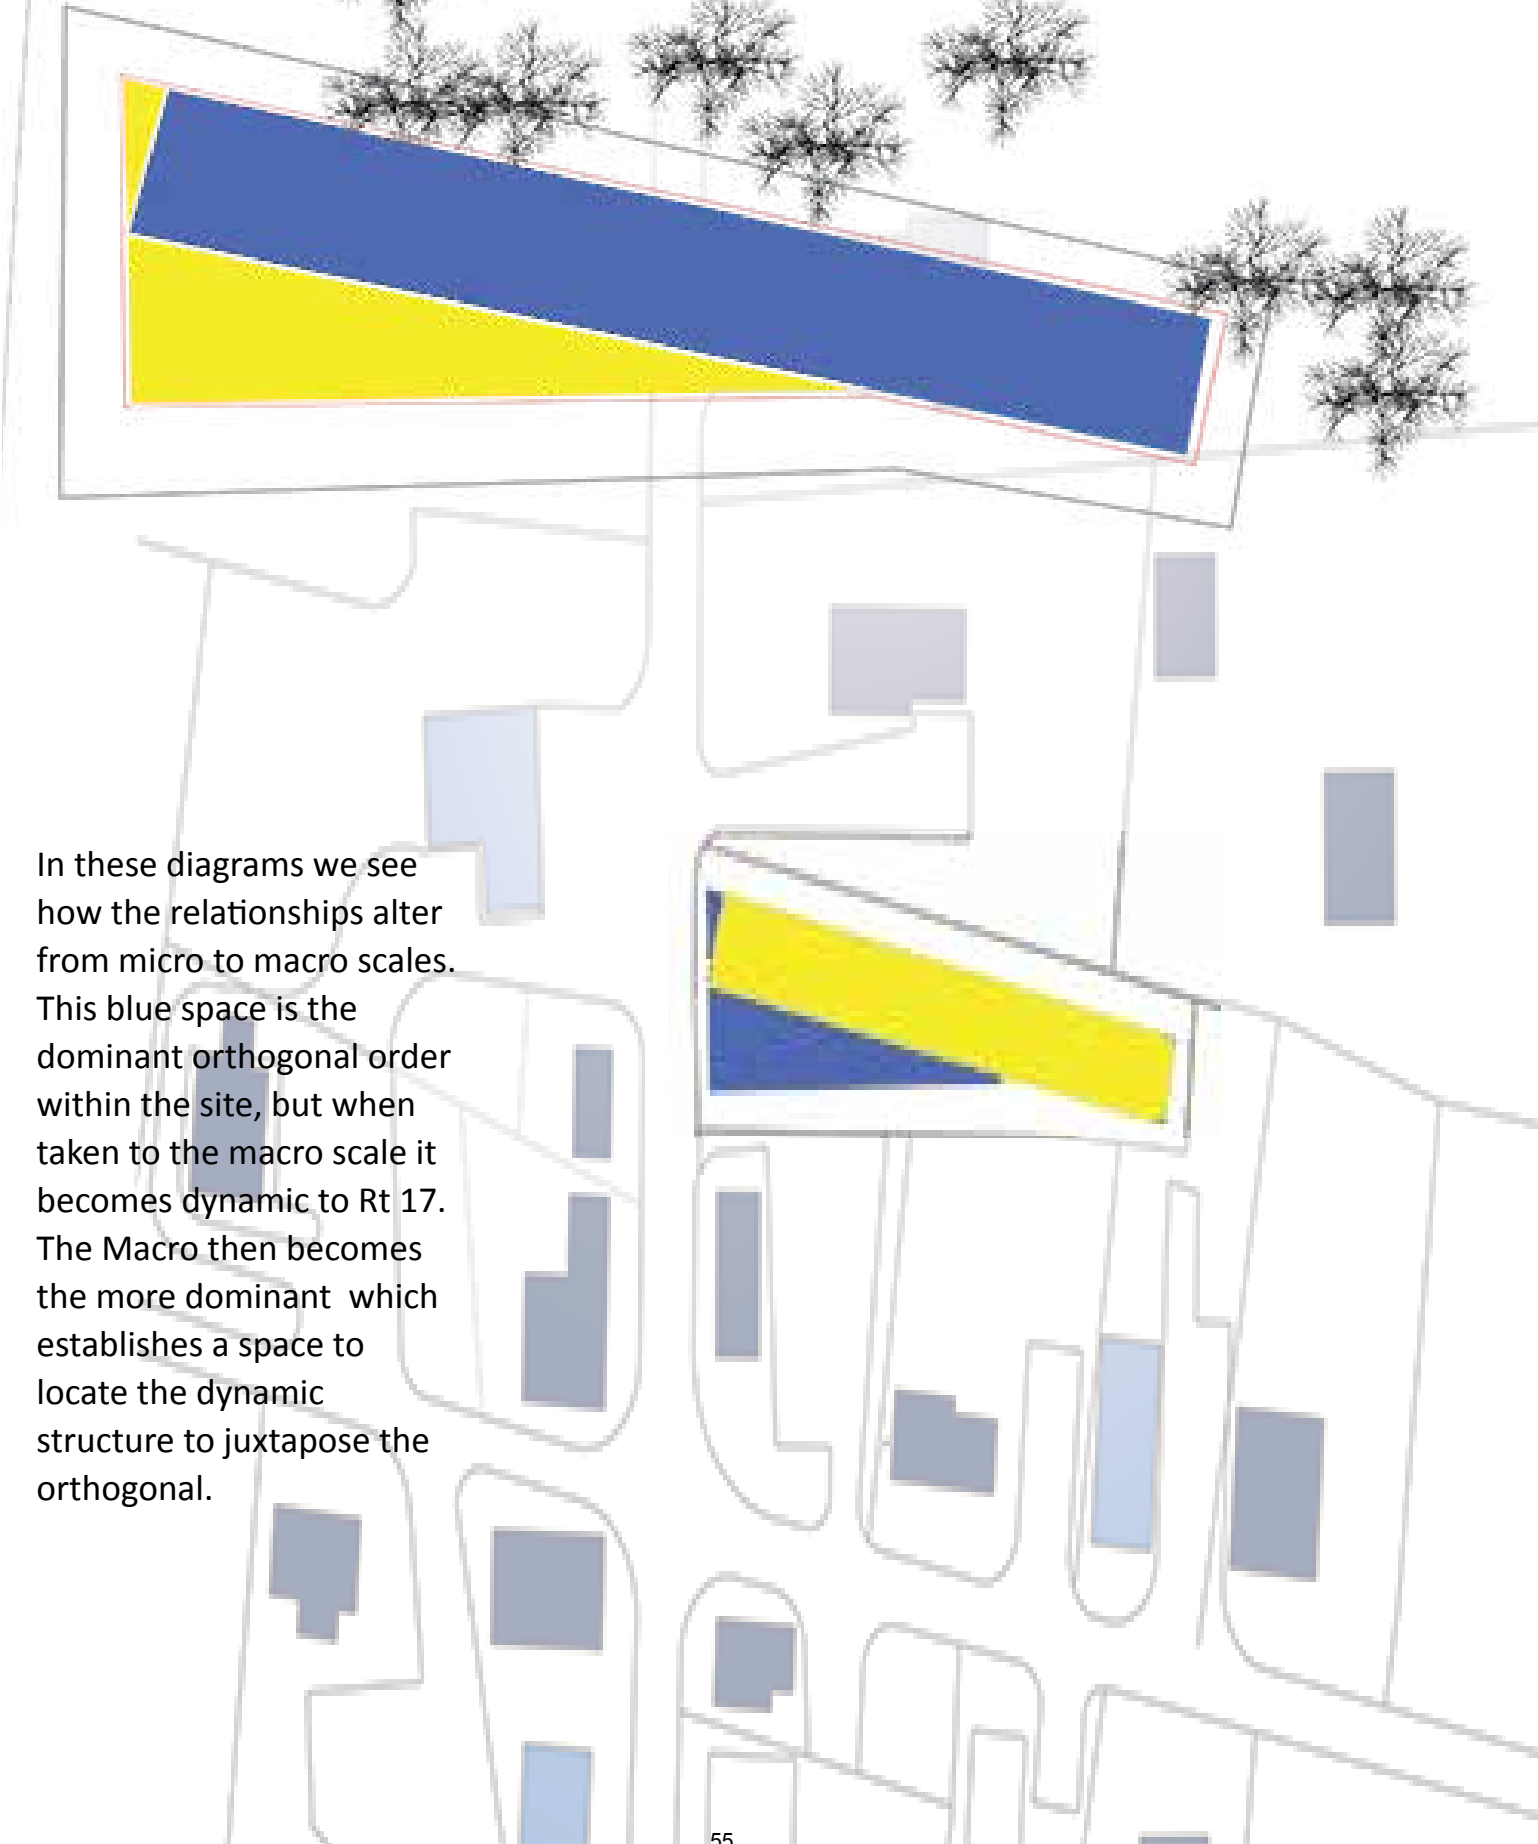 In these diagrams we see
how the relationships alter
from micro to macro scales.
This blue space is the
dominant orthogonal order
within the site, but when
taken to the macro scale it
becomes dynamic to Rt 17.
The Macro then becomes
the more dominant  which
establishes a space to
locate the dynamic
structure to juxtapose the
orthogonal.
55